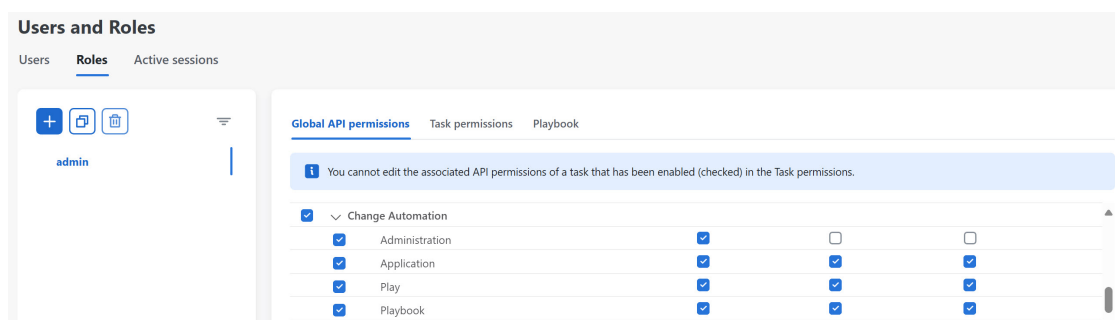 Users and Roles
Users Roles Active sessions
Global API permissions Task permissions Playbook
admin
You cannot edit the associated API permissions of a task that has been enabled (checked) in the Task permissions.
Change Automation
Administration
Application
Play
Playbook